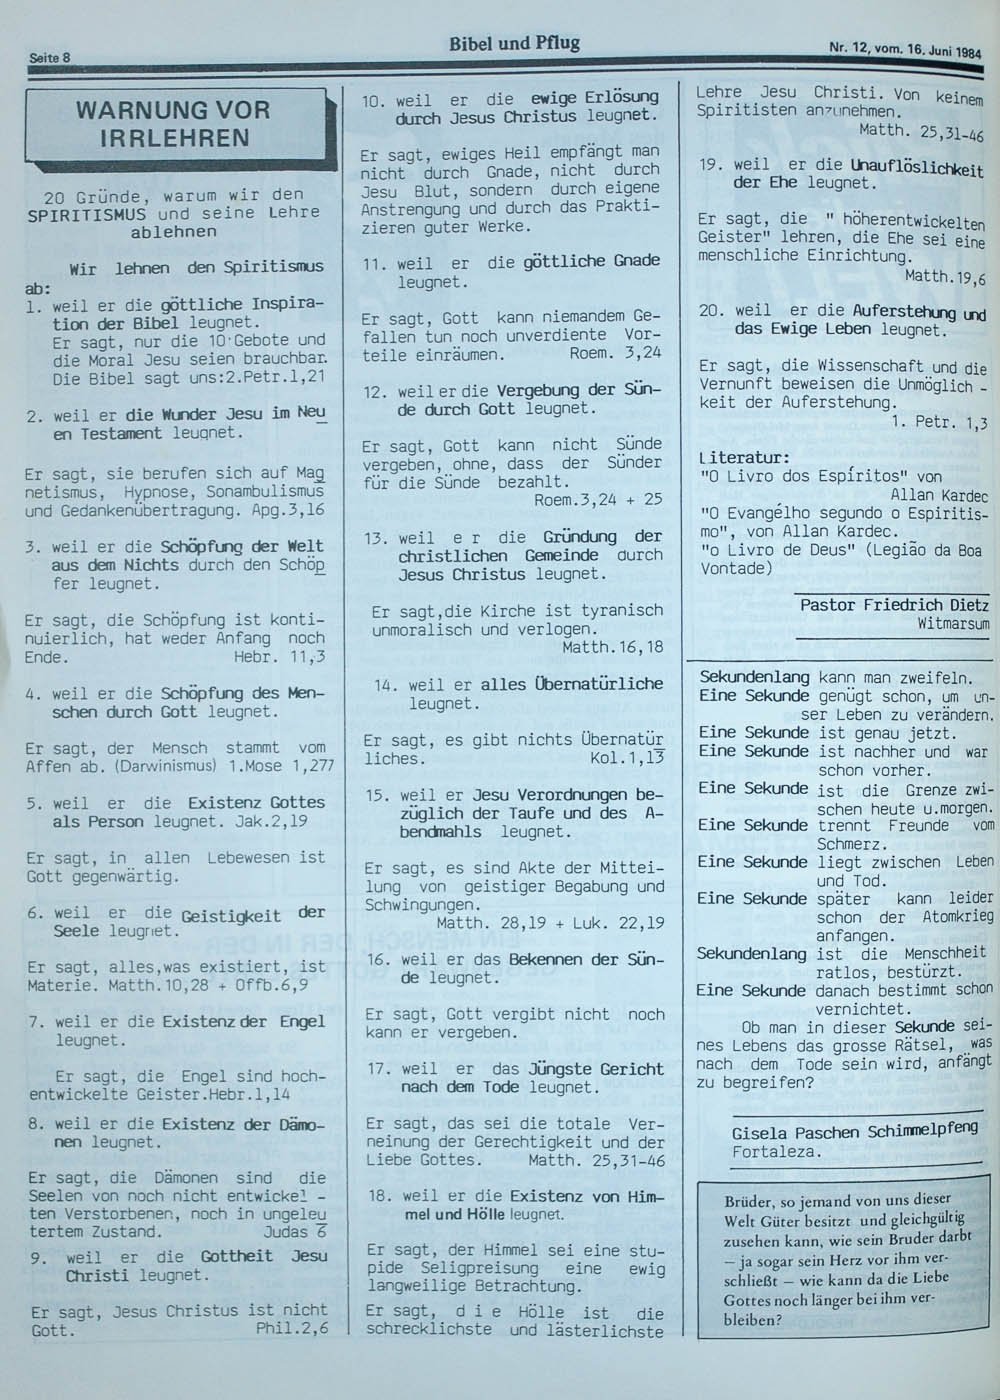 Seite 8
Bibel und Pflug
Nr. 12, vom. 16. Juni 1984
WARNUNG VOR
IRRLEHREN
20 Gründe, warum wir den
SPIRITISMUS und seine Lehre
ablehnen
Wir lehnen den Spiritismus
ab:
1. weil er die göttliche Inspira-
tion der Bibel leugnet.
Er sagt, nur die 10 Gebote und
die Moral Jesu seien brauchbar.
Die Bibel sagt uns:2.Petr.1,21
2. weil er die Wunder Jesu im Neu
en Testament leugnet.
Er sagt, sie berufen sich auf Mag
netismus, Hypnose, Sonambulismus
und Gedankenübertragung. Apg.3,16
3. weil er die Schöpfung der Welt
aus dem Nichts durch den Schöp
fer leugnet.
Er sagt, die Schöpfung ist konti-
nuierlich, hat weder Anfang noch
Ende. Hebr. 11,3
4. weil er die Schöpfung des Men-
schen durch Gott leugnet.
Er sagt, der Mensch stammt vom
Affen ab. (Darwinismus) 1.Mose 1,277
5. weil er die Existenz Gottes
als Person leugnet. Jak.2,19
Er sagt, in allen Lebewesen ist
Gott gegenwärtig.
6. weil er die Geistigkeit der
Seele leugnet.
Er sagt, alles,was existiert, ist
Materie. Matth.10,28 + Offb.6,9
7. weil er die Existenz der Engel
leugnet.
Er sagt, die Engel sind hoch-
entwickelte Geister.Hebr.1,14
8. weil er die Existenz der Dämo-
nen leugnet.
Er sagt, die Dämonen sind die
Seelen von noch nicht entwickel -
ten Verstorbenen, noch in ungeleu
tertem Zustand. Judas 6
9. weil er die Gottheit Jesu
Christi leugnet.
Er sagt, Jesus Christus ist nicht
Gott. Phil.2,6
10. weil er die ewige Erlösung
durch Jesus Christus leugnet.
Er sagt, ewiges Heil empfängt man
nicht durch Gnade, nicht durch
Jesu Blut, sondern durch eigene
Anstrengung und durch das Prakti-
zieren guter Werke.
11. weil er die göttliche Gnade
leugnet.
Er sagt, Gott kann niemandem Ge-
fallen tun noch unverdiente Vor-
teile einräumen. Roem. 3,24
12. weil er die Vergebung der Sün-
de durch Gott leugnet.
Er sagt, Gott kann nicht Sünde
vergeben, ohne, dass der Sünder
für die Sünde bezahlt.
Roem.3,24 + 25
13. weil e r die Gründung der
christlichen Gemeinde durch
Jesus Christus leugnet.
Er sagt,die Kirche ist tyranisch
unmoralisch und verlogen.
Matth.16,18
14. weil er alles Übernatürliche
leugnet.
Er sagt, es gibt nichts Übernatür
liches. Kol.1,13
15. weil er Jesu Verordnungen be-
züglich der Taufe und des A-
bendmahls leugnet.
Er sagt, es sind Akte der Mittei-
lung von geistiger Begabung und
Schwingungen.
Matth. 28,19 + Luk. 22,19
16. weil er das Bekennen der Sün-
de leugnet.
Er sagt, Gott vergibt nicht noch
kann er vergeben.
17. weil er das Jüngste Gericht
nach dem Tode leugnet.
Er sagt, das sei die totale Ver-
neinung der Gerechtigkeit und der
Liebe Gottes. Matth. 25,31-46
18. weil er die Existenz von Him-
mel und Hölle leugnet.
Er sagt, der Himmel sei eine stu-
pide Seligpreisung eine ewig
langweilige Betrachtung.
Er sagt, d i e Hölle ist die
schrecklichste und lästerlichste
Lehre Jesu Christi. Von keinem
Spiritisten anzunehmen.
Matth. 25,31-46
19. weil er die Unauflöslichkeit
der Ehe leugnet.
Er sagt, die " höherentwickelten
Geister" lehren, die Ehe sei eine
menschliche Einrichtung.
Matth.19,6
20. weil er die Auferstehung und
das Ewige Leben leugnet.
Er sagt, die Wissenschaft und die
Vernunft beweisen die Unmöglich -
keit der Auferstehung.
1. Petr. 1,3
Literatur:
"O Livro dos Espíritos" von
Allan Kardec
"O Evangélho segundo o Espiritis-
mo", von Allan Kardec.
"o Livro de Deus" (Legião da Boa
Vontade)
Pastor Friedrich Dietz
Witmarsum
Sekundenlang kann man zweifeln.
Eine Sekunde genügt schon, um un-
ser Leben zu verändern.
Eine Sekunde ist genau jetzt.
Eine Sekunde ist nachher und war
schon vorher.
Eine Sekunde ist die Grenze zwi-
schen heute u.morgen.
Eine Sekunde trennt Freunde vom
Schmerz.
Eine Sekunde liegt zwischen Leben
und Tod.
Eine Sekunde später kann leider
schon der Atomkrieg
anfangen.
Sekundenlang ist die Menschheit
ratlos, bestürzt.
Eine Sekunde danach bestimmt schon
vernichtet.
Ob man in dieser Sekunde sei-
nes Lebens das grosse Rätsel, was
nach dem Tode sein wird, anfängt
zu begreifen?
Gisela Paschen Schimmelpfeng
Fortaleza.
Brüder, so jemand von uns dieser
Welt Güter besitzt und gleichgültig
zusehen kann, wie sein Bruder darbt
— ja sogar sein Herz vor ihm ver-
schließt — wie kann da die Liebe
Gottes noch länger bei ihm ver-
bleiben?